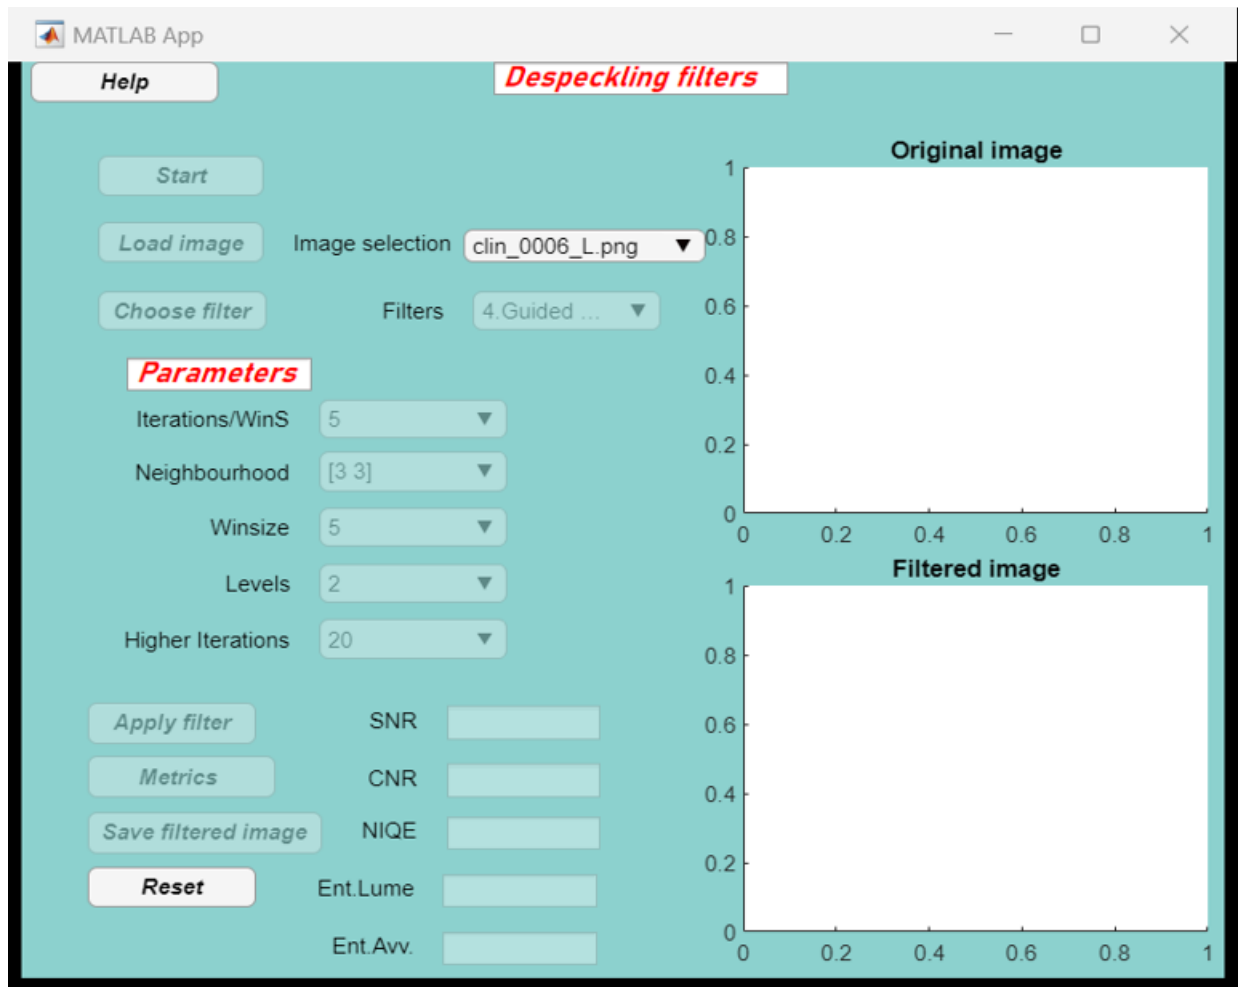 MATLAB App
Help
Despeckling filters
Start
Load image
Image selection
clin_0006_L.png
Choose filter
Filters
4.Guided ...
Parameters
Iterations/WinS
5
Neighbourhood
[3 3]
Winsize
5
Levels
2
Higher Iterations
20
Apply filter
SNR
Metrics
CNR
Save filtered image
NIQE
Reset
Ent.Lume
Ent.Avv.
Original image
1
0.8
0.6
0.4
0.2
0
0 0.2 0.4 0.6 0.8 1
Filtered image
1
0.8
0.6
0.4
0.2
0
0 0.2 0.4 0.6 0.8 1